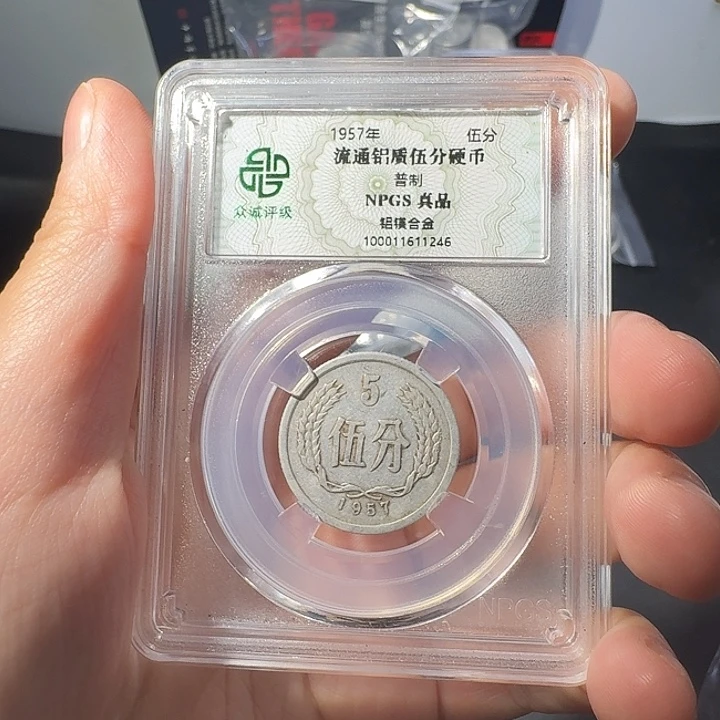 1957年 伍分
流通铝质伍分硬币
普制
NPGS 真品
铝镁合金
100011611246
众诚评级
5
伍分
1957
NPGS